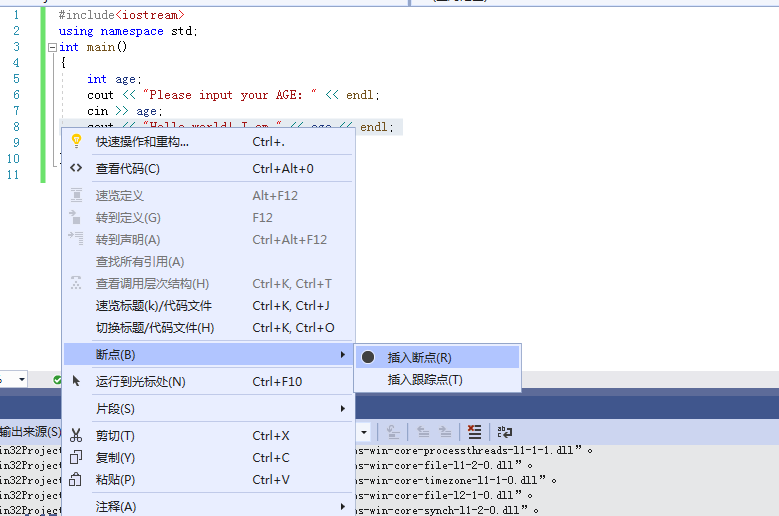 1 #include<iostream>
2 using namespace std;
3 int main()
4 {
5 int age;
6 cout << "Please input your AGE: " << endl;
7 cin >> age;
8 cout << "Hello world! I am " << age << endl;
9
10 }
11
快速操作和重构... Ctrl+.
查看代码(C) Ctrl+Alt+0
速览定义 Alt+F12
转到定义(G) F12
转到声明(A) Ctrl+Alt+F12
查找所有引用(A)
查看调用层次结构(H) Ctrl+K, Ctrl+T
速览标题(k)/代码文件 Ctrl+K, Ctrl+J
切换标题/代码文件(H) Ctrl+K, Ctrl+O
断点(B)
插入断点(R)
插入跟踪点(T)
运行到光标处(N) Ctrl+F10
片段(S)
剪切(T) Ctrl+X
复制(Y) Ctrl+C
粘贴(P) Ctrl+V
注释(A)
输出来源(S)
in32Project ns-win-core-processthreads-l1-1-1.dll”。
in32Project ns-win-core-file-l1-2-0.dll”。
in32Project ns-win-core-timezone-l1-1-0.dll”。
in32Project ns-win-core-file-l2-1-0.dll”。
in32Project ns-win-core-synch-l1-2-0.dll”。